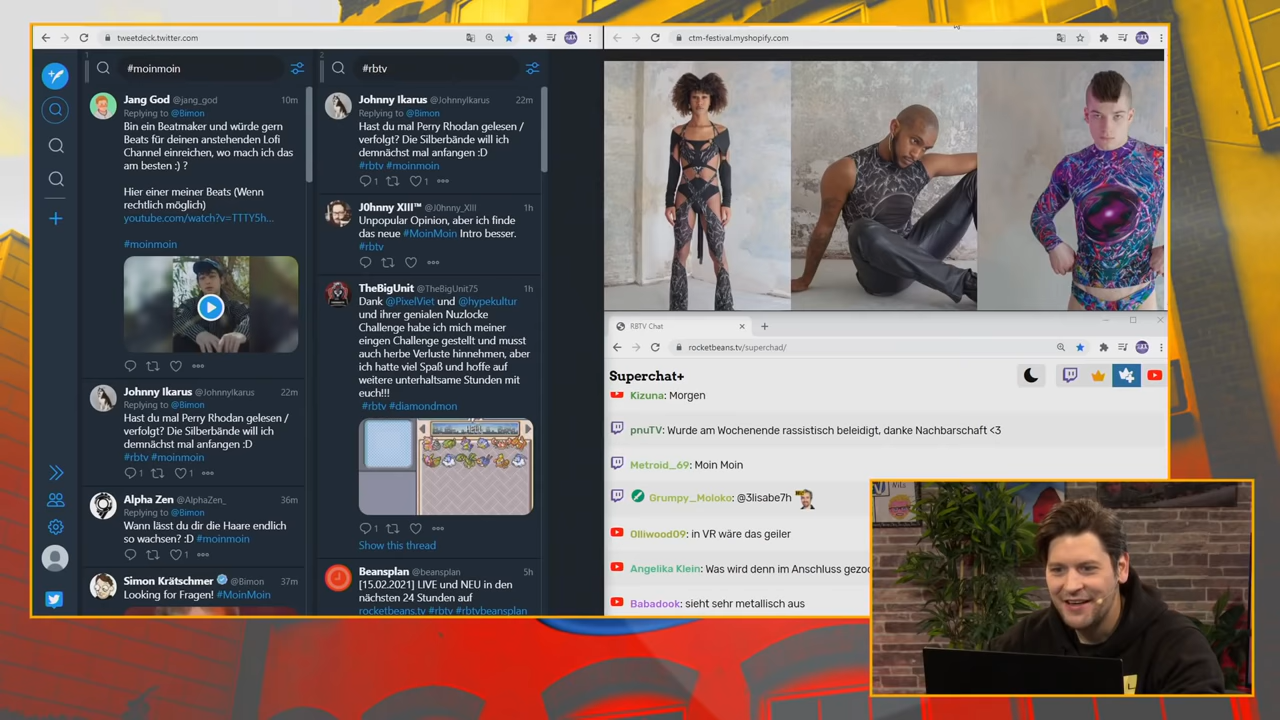 tweetdeck.twitter.com
#moinmoin
Jang God @jang_god 10m
Replying to @Bimon
Bin ein Beatmaker und würde gern
Beats für deinen anstehenden Lofi
Channel einreichen, wo mach ich das
am besten :) ?
Hier einer meiner Beats (Wenn
rechtlich möglich)
youtube.com/watch?v=TTTY5h...
#moinmoin
Johnny Ikarus @JohnnyIkarus 22m
Replying to @Bimon
Hast du mal Perry Rhodan gelesen /
verfolgt? Die Silberbände will ich
demnächst mal anfangen :D
#rbtv #moinmoin
1 1
Alpha Zen @AlphaZen_ 36m
Replying to @Bimon
Wann lässt du dir die Haare endlich
so wachsen? :D #moinmoin
1
Simon Krätschmer @Bimon 37m
Looking for Fragen! #MoinMoin
#rbtv
Johnny Ikarus @JohnnyIkarus 22m
Replying to @Bimon
Hast du mal Perry Rhodan gelesen /
verfolgt? Die Silberbände will ich
demnächst mal anfangen :D
#rbtv #moinmoin
1 1
J0hnny XIII™ @J0hnny_XIII 1h
Unpopular Opinion, aber ich finde
das neue #MoinMoin Intro besser.
#rbtv
TheBigUnit @TheBigUnit75 1h
Dank @PixelViet und @hypekultur
und ihrer genialen Nuzlocke
Challenge habe ich mich meiner
eingen Challenge gestellt und musst
auch herbe Verluste hinnehmen, aber
ich hatte viel Spaß und hoffe auf
weitere unterhaltsame Stunden mit
euch!!!
#rbtv #diamondmon
1
Show this thread
Beansplan @beansplan 5h
[15.02.2021] LIVE und NEU in den
nächsten 24 Stunden auf
rocketbeans.tv #rbtv #rbtvbeansplan
ctm-festival.myshopify.com
RBTV Chat
rocketbeans.tv/superchad/
Superchat+
Kizuna: Morgen
pnuTV: Wurde am Wochenende rassistisch beleidigt, danke Nachbarschaft <3
Metroid_69: Moin Moin
Grumpy_Moloko: @3lisabe7h
Olliwood09: in VR wäre das geiler
Angelika Klein: Was wird denn im Anschluss gezo
Babadook: sieht sehr metallisch aus